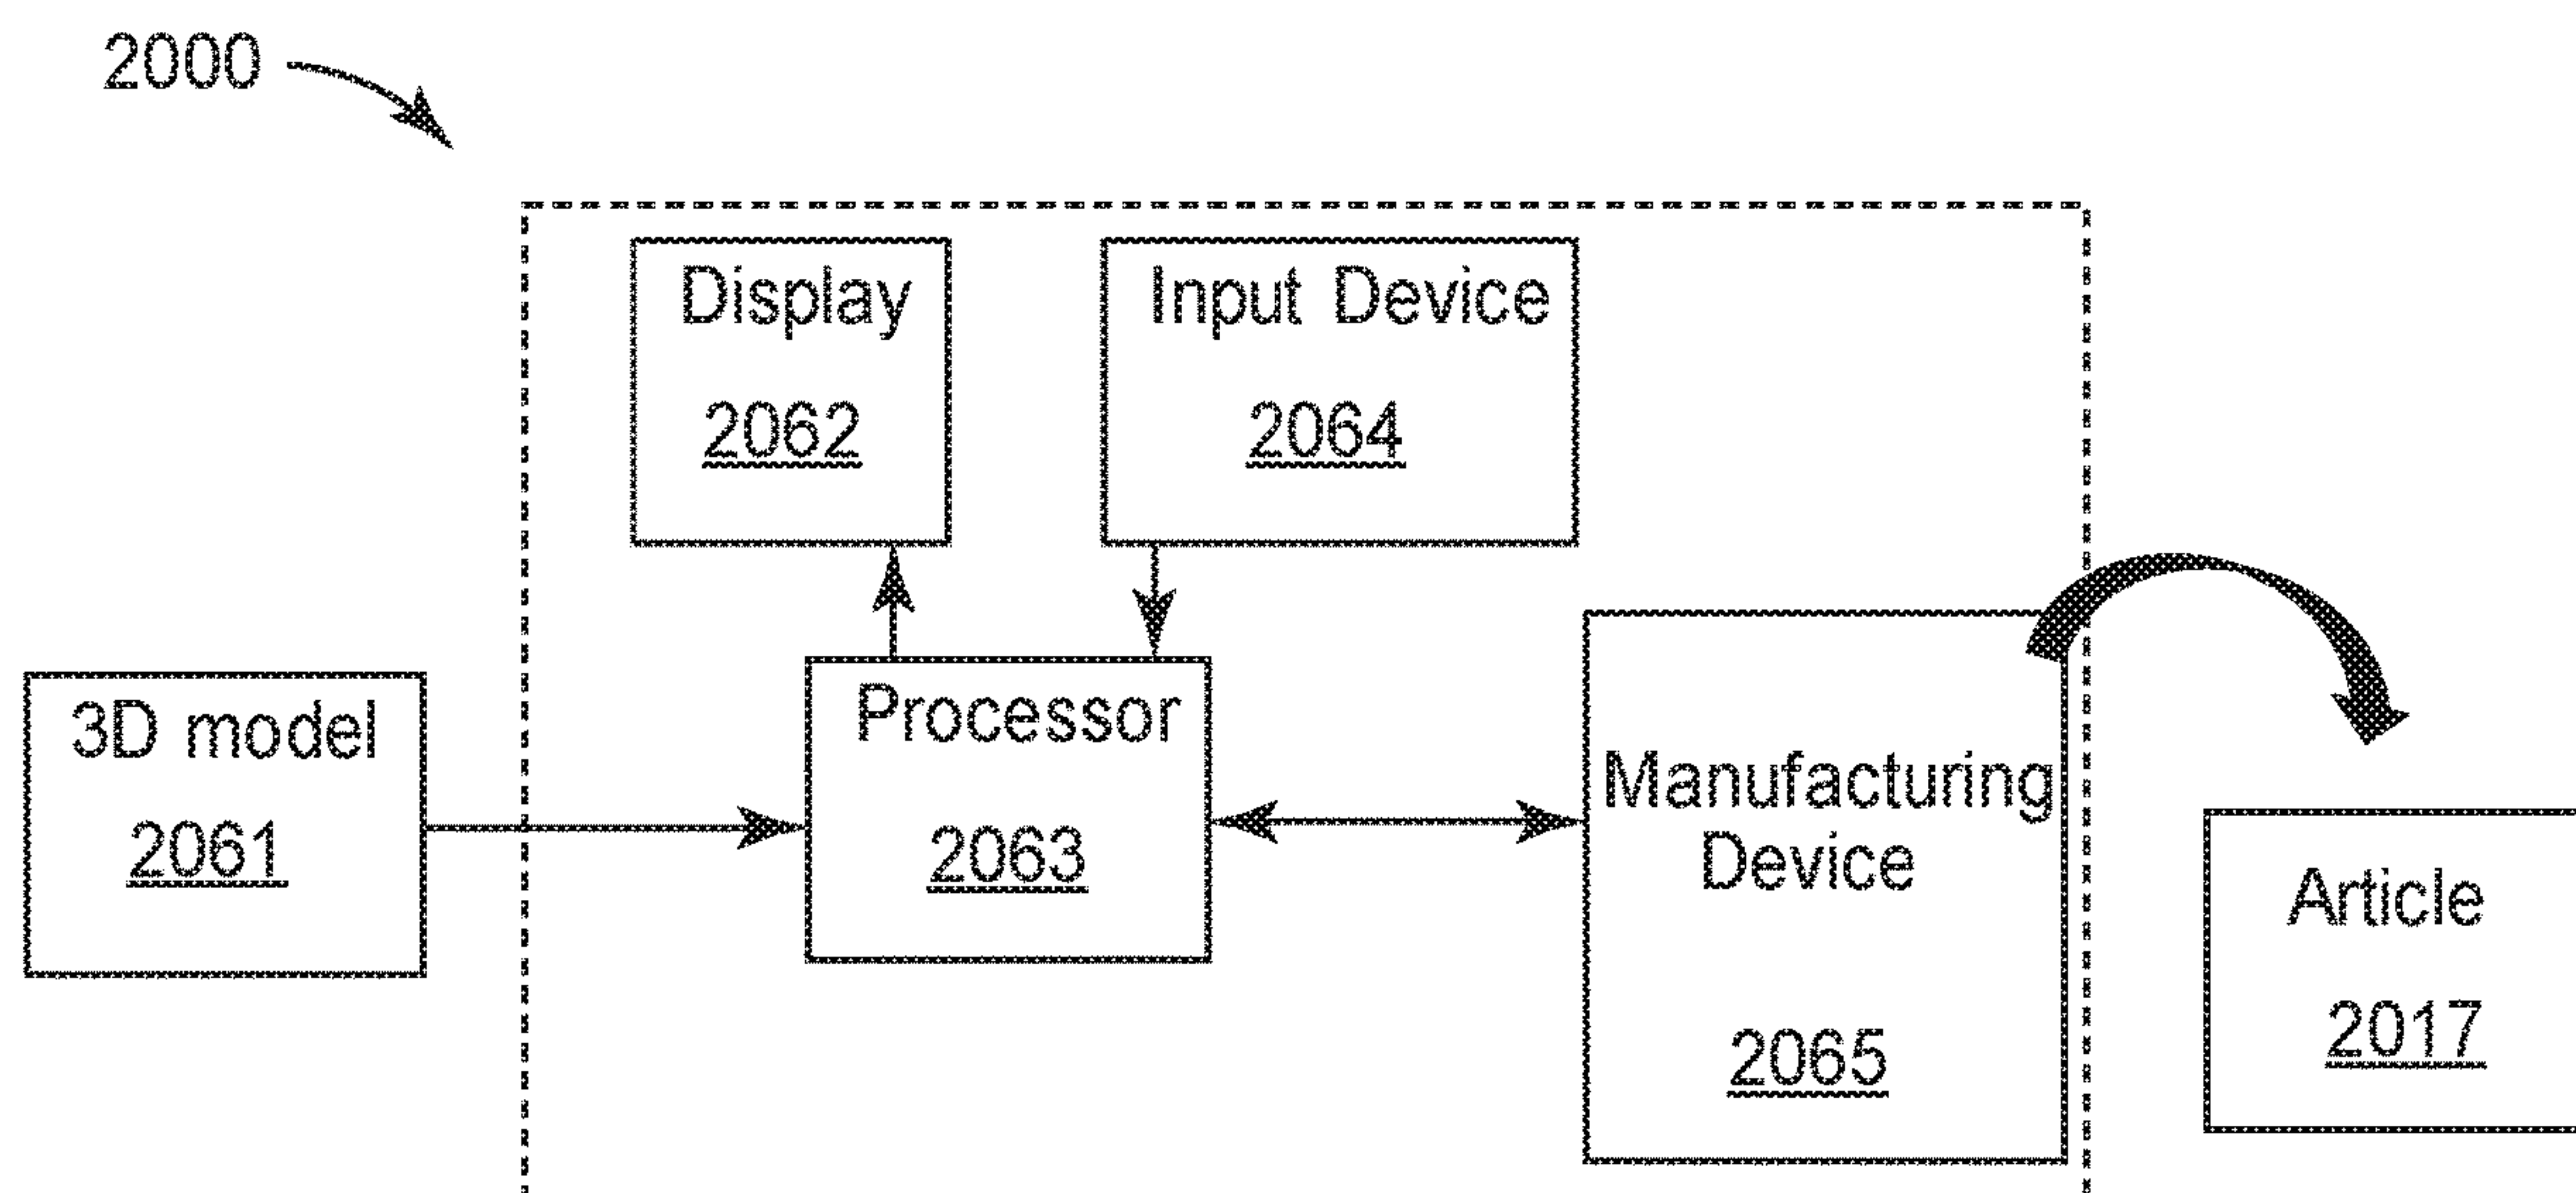 2000
Display
2062
Input Device
2064
3D model
2061
Processor
2063
Manufacturing
Device
2065
Article
2017